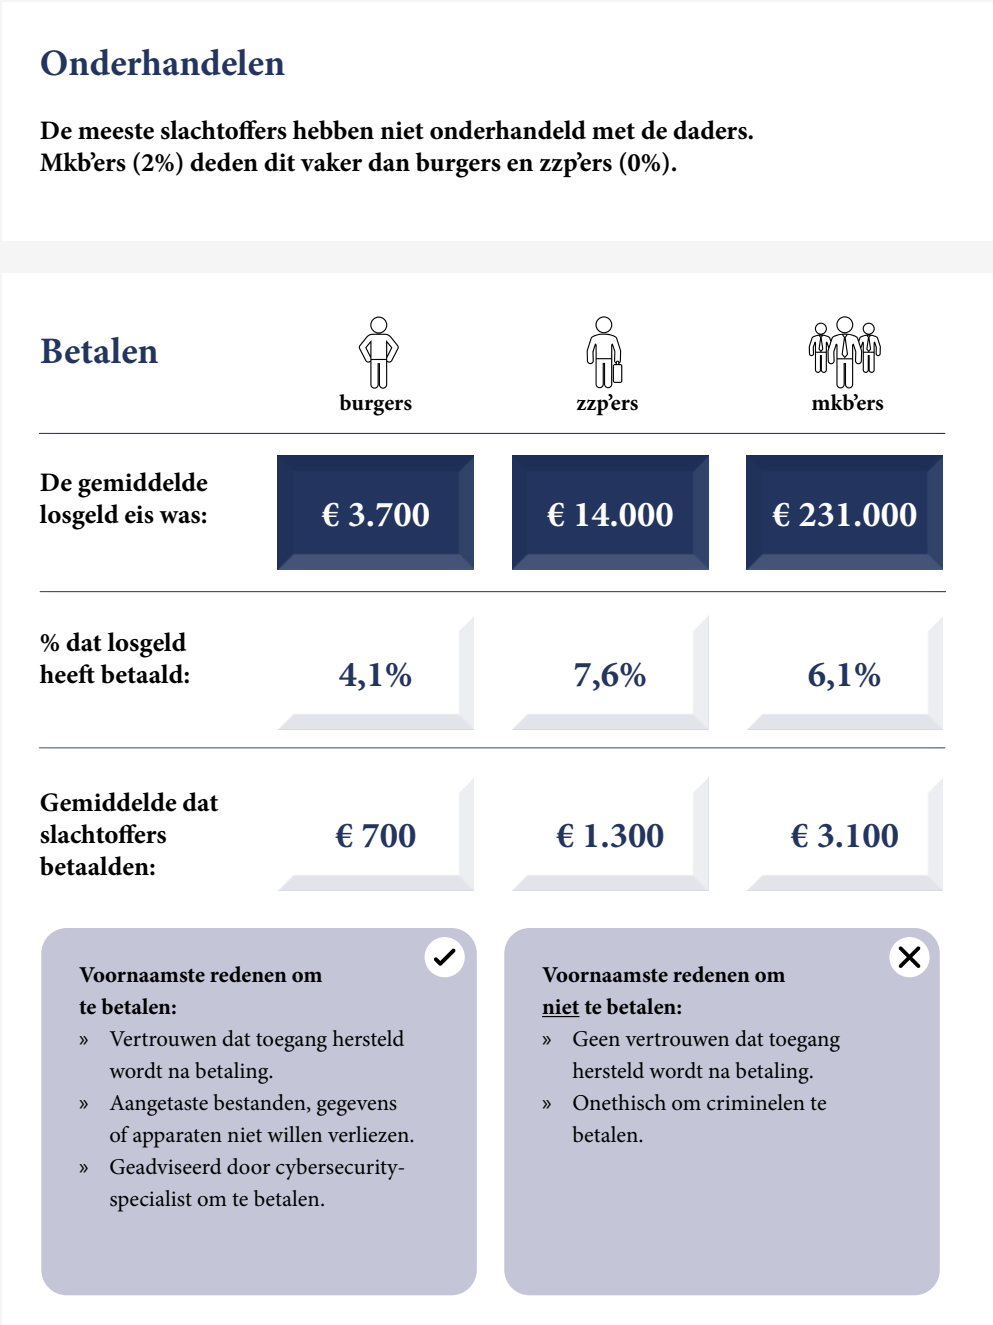 Onderhandelen
De meeste slachtoffers hebben niet onderhandeld met de daders.
Mkb’ers (2%) deden dit vaker dan burgers en zzp’ers (0%).
Betalen
burgers
zzp’ers
mkb’ers
De gemiddelde
losgeld eis was:
€ 3.700
€ 14.000
€ 231.000
% dat losgeld
heeft betaald:
4,1%
7,6%
6,1%
Gemiddelde dat
slachtoffers
betaalden:
€ 700
€ 1.300
€ 3.100
Voornaamste redenen om
te betalen:
» Vertrouwen dat toegang hersteld
wordt na betaling.
» Aangetaste bestanden, gegevens
of apparaten niet willen verliezen.
» Geadviseerd door cybersecurity-
specialist om te betalen.
Voornaamste redenen om
niet te betalen:
» Geen vertrouwen dat toegang
hersteld wordt na betaling.
» Onethisch om criminelen te
betalen.